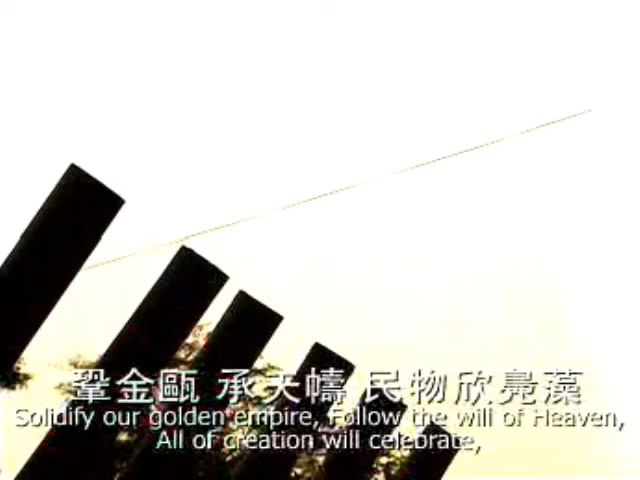 鞏金甌 承天幬 民物欣鳧藻
Solidify our golden empire, Follow the will of Heaven,
All of creation will celebrate,